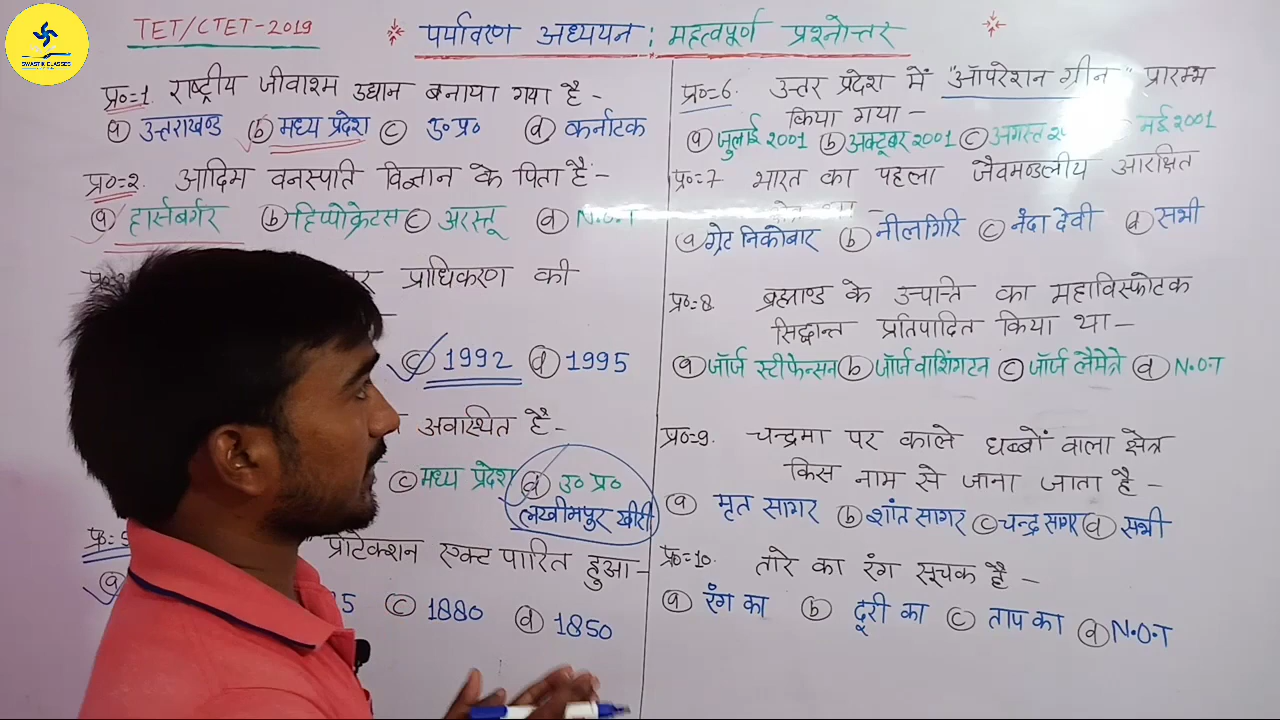 SWASTIK CLASSES
TET/CTET-2019
पर्यावरण अध्ययन : महत्वपूर्ण प्रश्नोत्तर
प्र०=1. राष्ट्रीय जीवाश्म उद्यान बनाया गया है -
(a) उत्तराखण्ड (b) मध्य प्रदेश (c) उ० प्र० (d) कर्नाटक
प्र०=2. आदिम वनस्पति विज्ञान के पिता है -
(a) हार्सबर्गर (b) हिप्पोक्रेटस (c) अरस्तू (d) N.O.T
प्राधिकरण की
(c) 1992 (d) 1995
अवास्थित है -
(c) मध्य प्रदेश (d) उ० प्र०
लखीमपुर खीरी
प्रोटेक्शन एक्ट पारित हुआ -
(a) (c) 1880 (d) 1850
प्र०=6. उत्तर प्रदेश में "ऑपरेशन ग्रीन" प्रारम्भ
किया गया -
(a) जुलाई 2001 (b) अक्टूबर 2001 (c) अगस्त मई 2001
प्र०=7 भारत का पहला जैवमण्डलीय आरक्षित
(a) ग्रेट निकोबार (b) नीलगिरि (c) नंदा देवी (d) सभी
प्र०=8. ब्रह्माण्ड के उत्पत्ति का महाविस्फोटक
सिद्धान्त प्रतिपादित किया था -
(a) जॉर्ज स्टीफेन्सन (b) जॉर्ज वाशिंगटन (c) जॉर्ज लैमेत्रे (d) N.O.T
प्र०=9. चन्द्रमा पर काले धब्बों वाला क्षेत्र
किस नाम से जाना जाता है -
(a) मृत सागर (b) शांत सागर (c) चन्द्र सागर (d) सभी
प्र०=10. तारे का रंग सूचक है -
(a) रंग का (b) दूरी का (c) ताप का (d) N.O.T